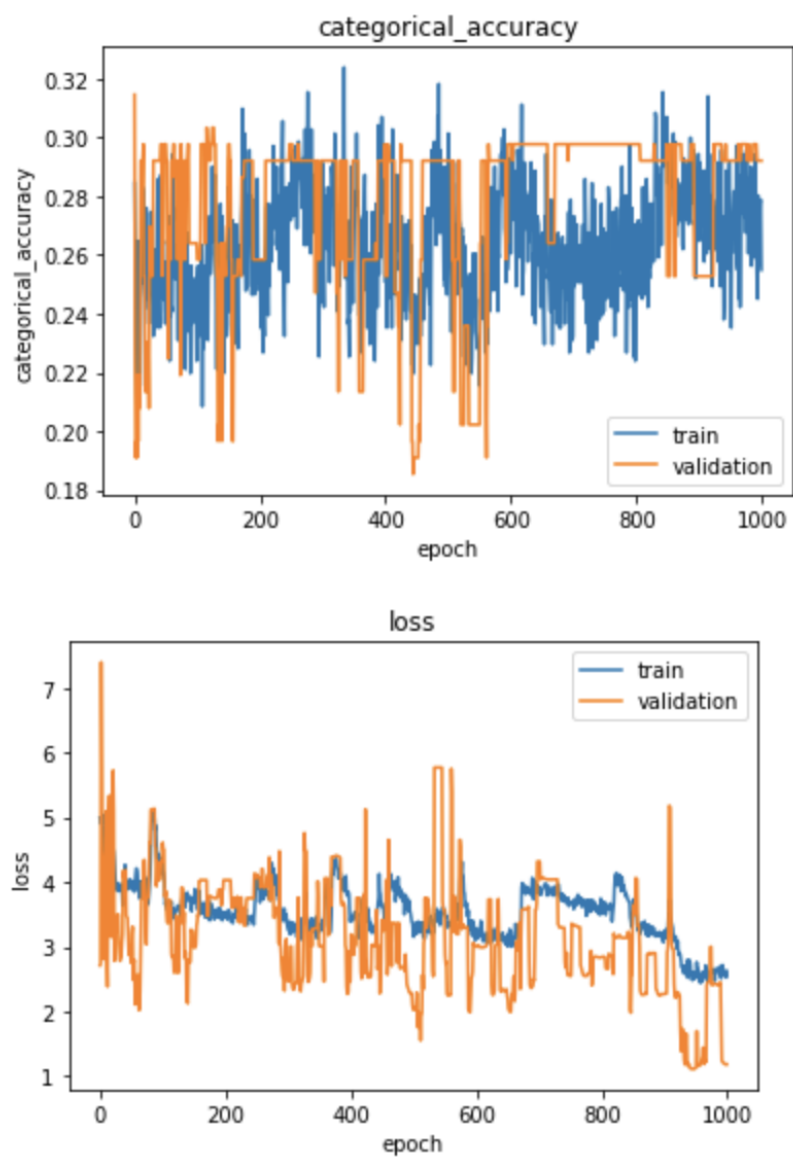 categorical_accuracy
categorical_accuracy
0.32
0.30
0.28
0.26
0.24
0.22
0.20
0.18
train
validation
0 200 400 600 800 1000
epoch
loss
loss
7
6
5
4
3
2
1
train
validation
0 200 400 600 800 1000
epoch